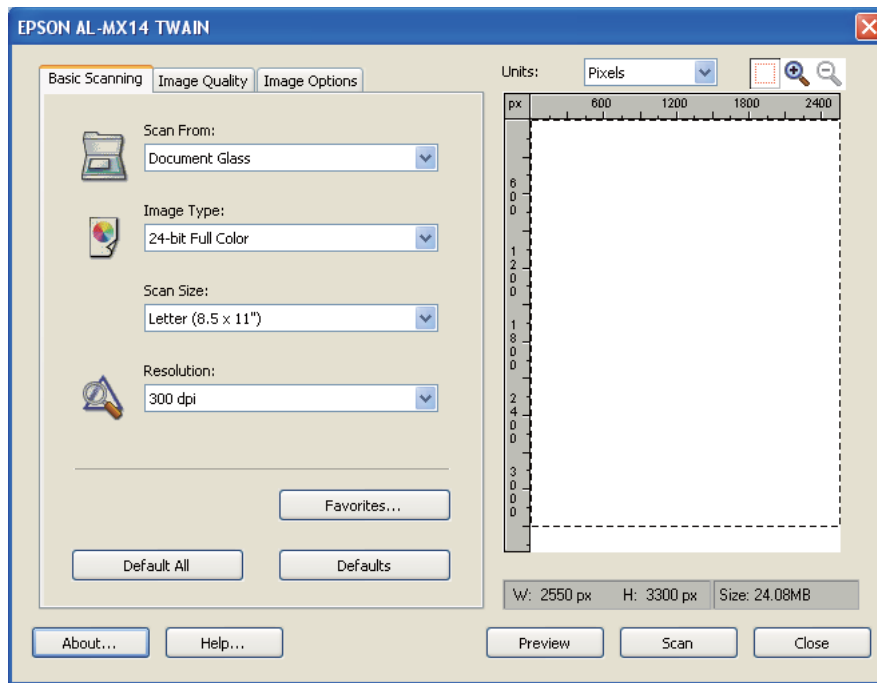 EPSON AL-MX14 TWAIN
Basic Scanning
Image Quality
Image Options
Scan From:
Document Glass
Image Type:
24-bit Full Color
Scan Size:
Letter (8.5 x 11")
Resolution:
300 dpi
Favorites...
Default All
Defaults
Units:
Pixels
px 600 1200 1800 2400
600
1200
1800
2400
3000
W: 2550 px H: 3300 px Size: 24.08MB
About...
Help...
Preview
Scan
Close